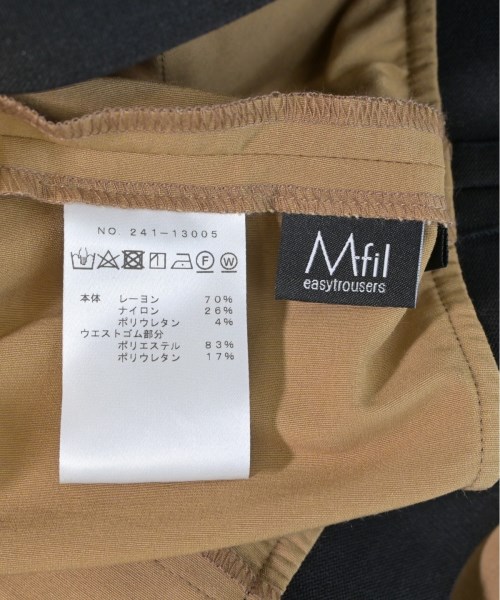 NO. 241-13005
本体 レーヨン 70%
ナイロン 26%
ポリウレタン 4%
ウエストゴム部分
ポリエステル 83%
ポリウレタン 17%
M-fil
easytrousers